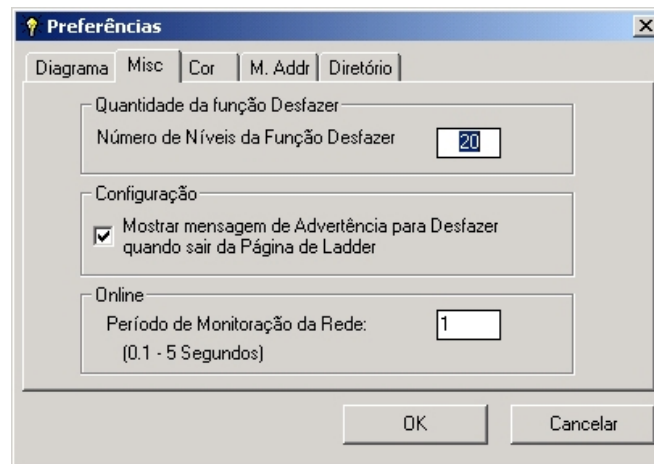 Preferências
Diagrama Misc Cor M. Addr Diretório
Quantidade da função Desfazer
Número de Níveis da Função Desfazer 20
Configuração
Mostrar mensagem de Advertência para Desfazer
quando sair da Página de Ladder
Online
Período de Monitoração da Rede: 1
(0.1 - 5 Segundos)
OK Cancelar